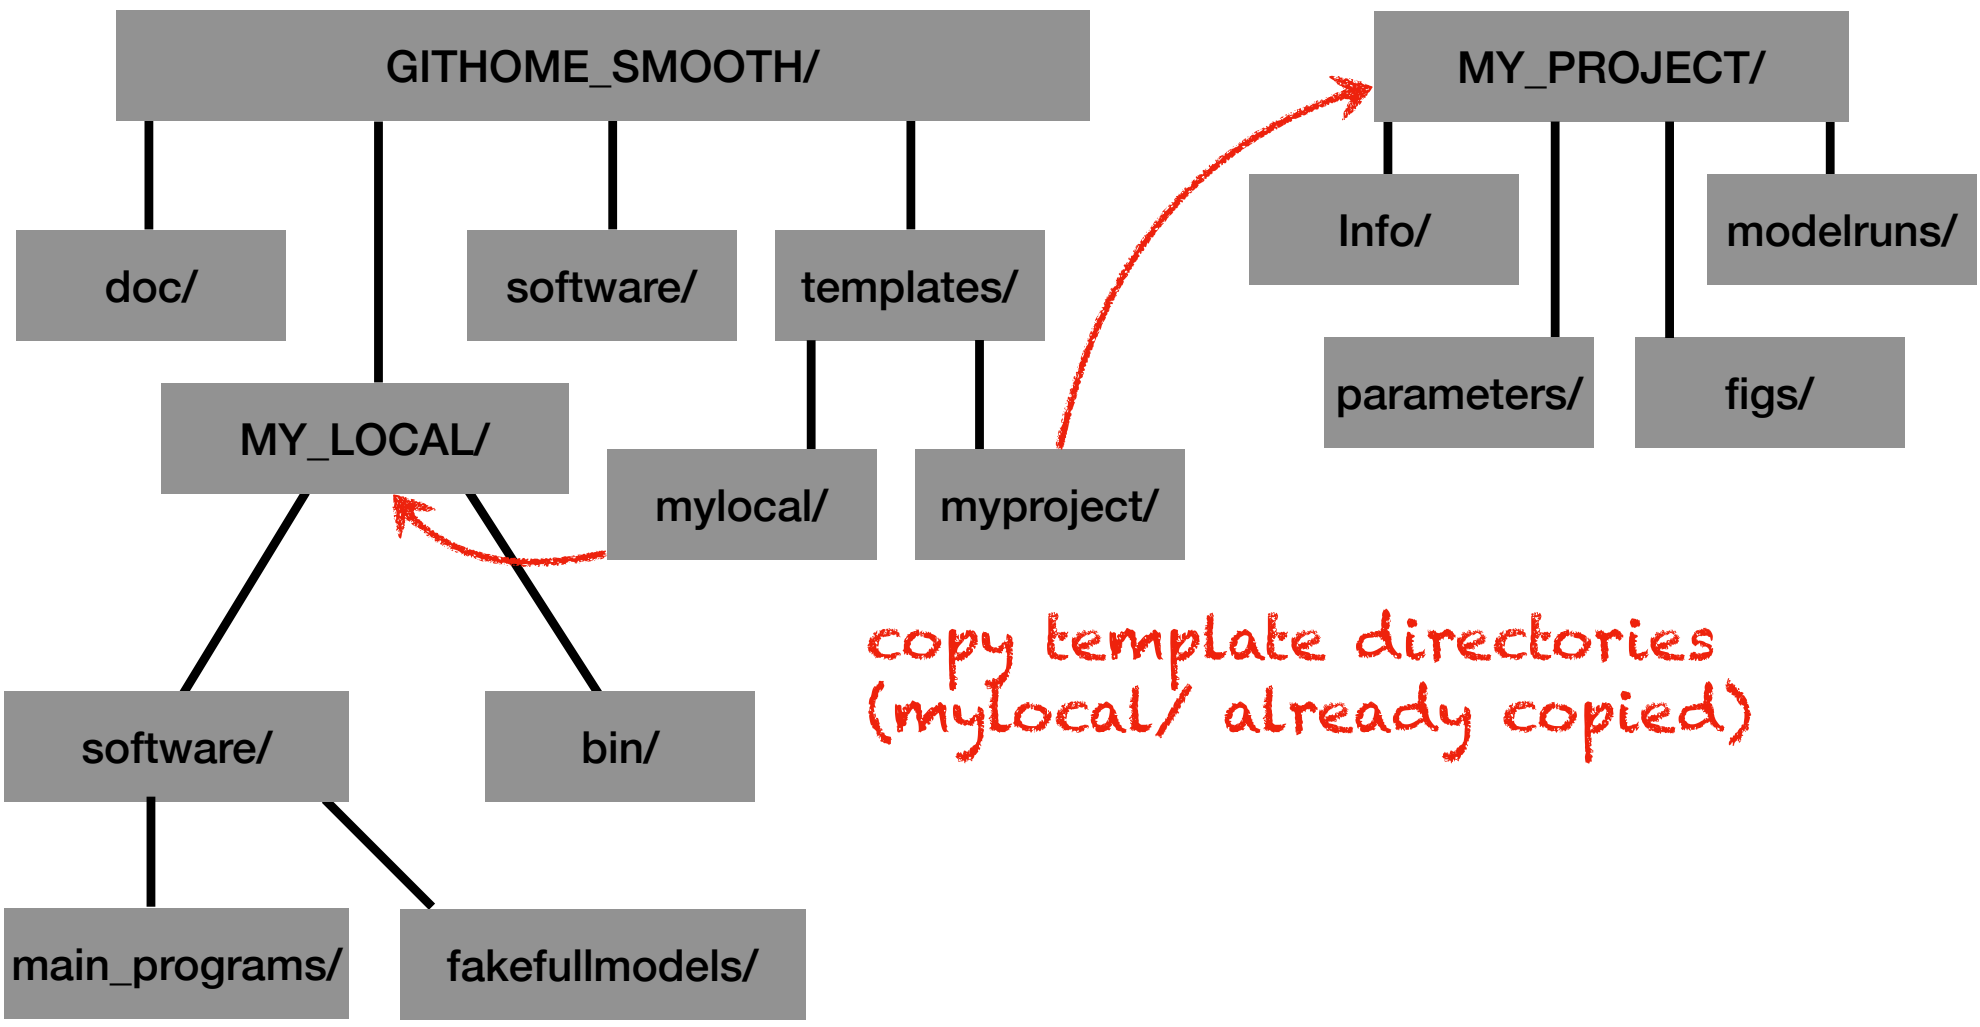 GITHOME_SMOOTH/
MY_PROJECT/
Info/
modelruns/
doc/
software/
templates/
parameters/
figs/
MY_LOCAL/
mylocal/
myproject/
copy template directories
(mylocal/ already copied)
software/
bin/
main_programs/
fakefullmodels/